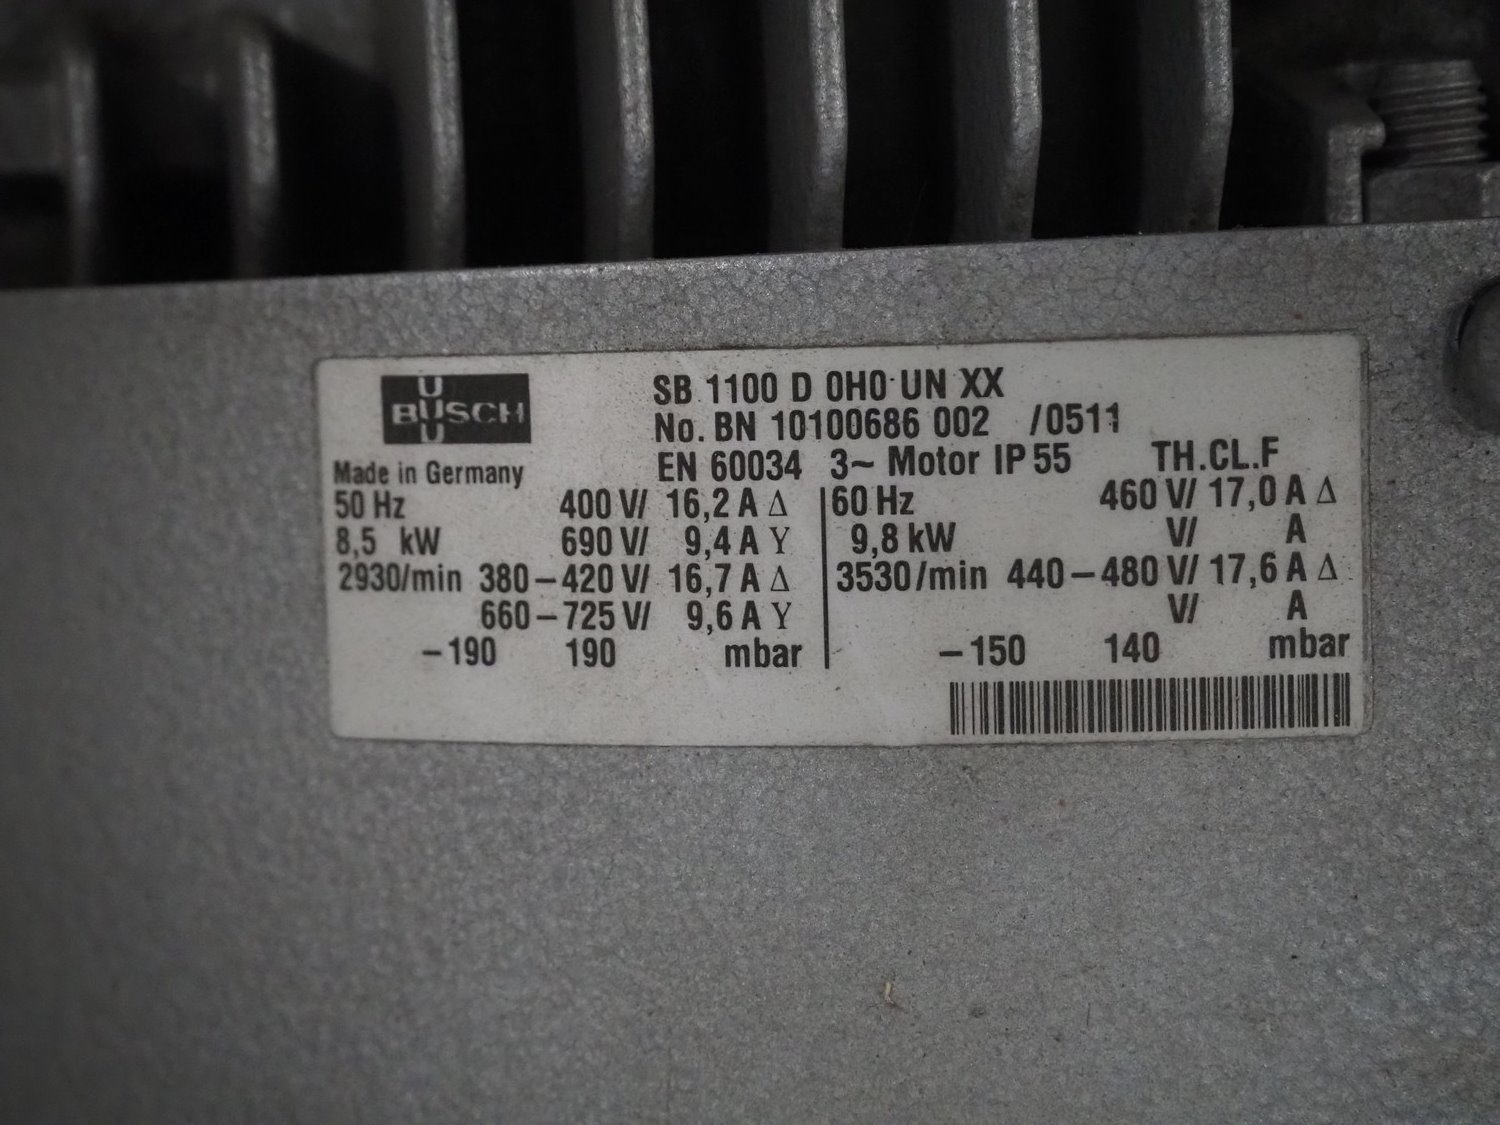 BUSCH
SB 1100 D 0H0 UN XX
No. BN 10100686 002 /0511
Made in Germany EN 60034 3~ Motor IP 55 TH.CL.F
50 Hz 400 V/ 16,2 A Δ 60 Hz 460 V/ 17,0 A Δ
8,5 kW 690 V/ 9,4 A Y 9,8 kW V/ A
2930/min 380–420 V/ 16,7 A Δ 3530/min 440–480 V/ 17,6 A Δ
660–725 V/ 9,6 A Y V/ A
–190 190 mbar –150 140 mbar